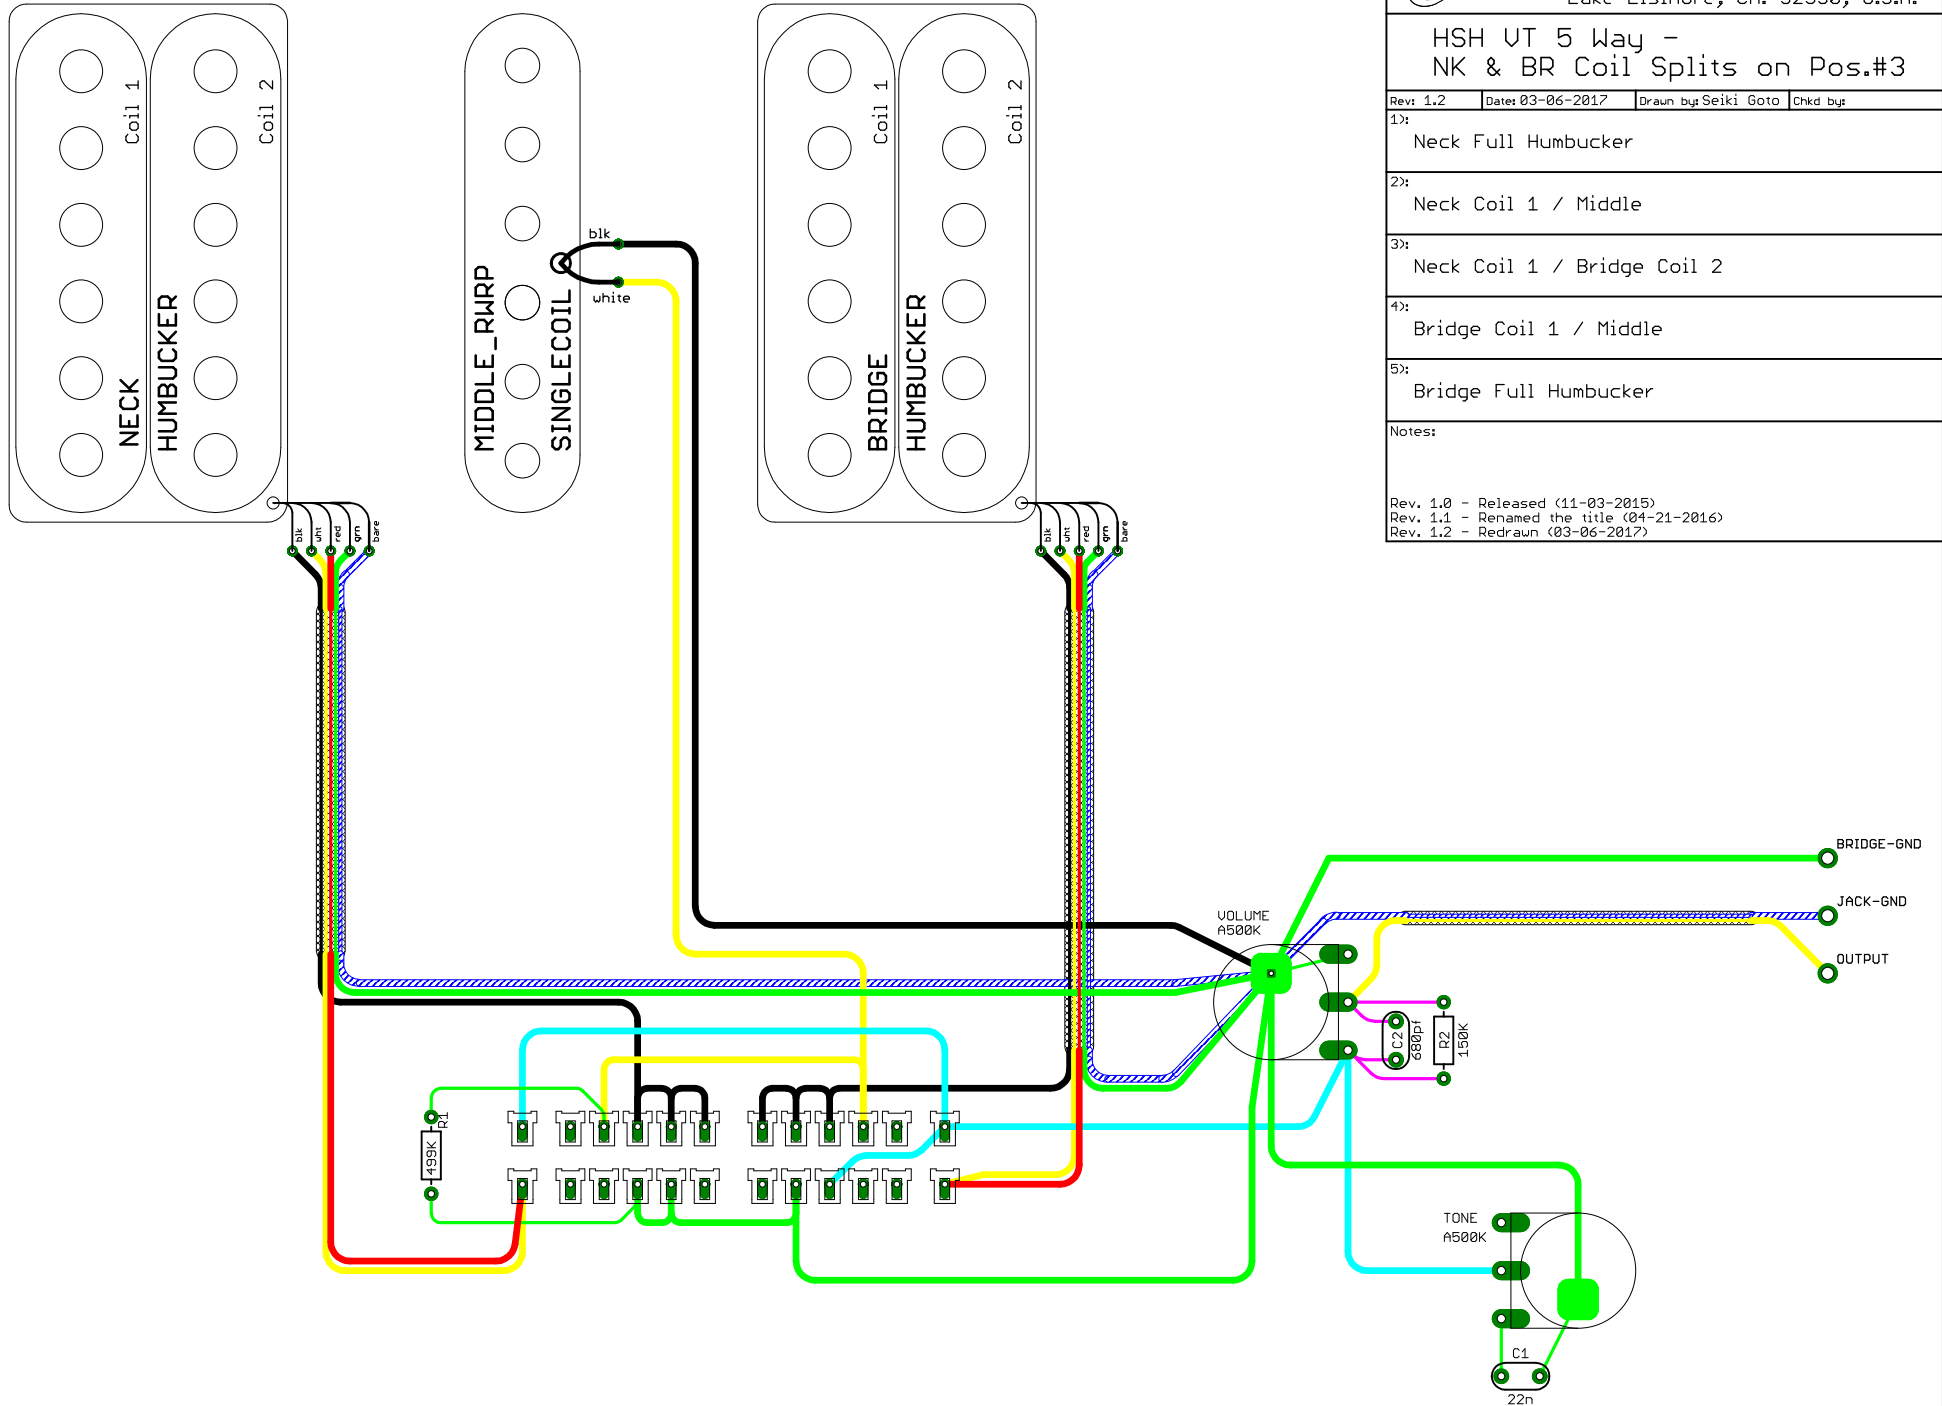 HSH VT 5 Way -
NK & BR Coil Splits on Pos.#3
Rev: 1.2
Date: 03-06-2017
Drawn by: Seiki Goto
Chkd by:
1):
Neck Full Humbucker
2):
Neck Coil 1 / Middle
3):
Neck Coil 1 / Bridge Coil 2
4):
Bridge Coil 1 / Middle
5):
Bridge Full Humbucker
Notes:
Rev. 1.0 - Released (11-03-2015)
Rev. 1.1 - Renamed the title (04-21-2016)
Rev. 1.2 - Redrawn (03-06-2017)
Coil 1
Coil 2
NECK
HUMBUCKER
MIDDLE_RWRP
SINGLECOIL
blk
white
Coil 1
Coil 2
BRIDGE
HUMBUCKER
blk
wht
red
grn
bare
blk
wht
red
grn
bare
BRIDGE-GND
JACK-GND
OUTPUT
VOLUME
A500K
C2
680pf
R2
150K
R1
499K
TONE
A500K
C1
22n